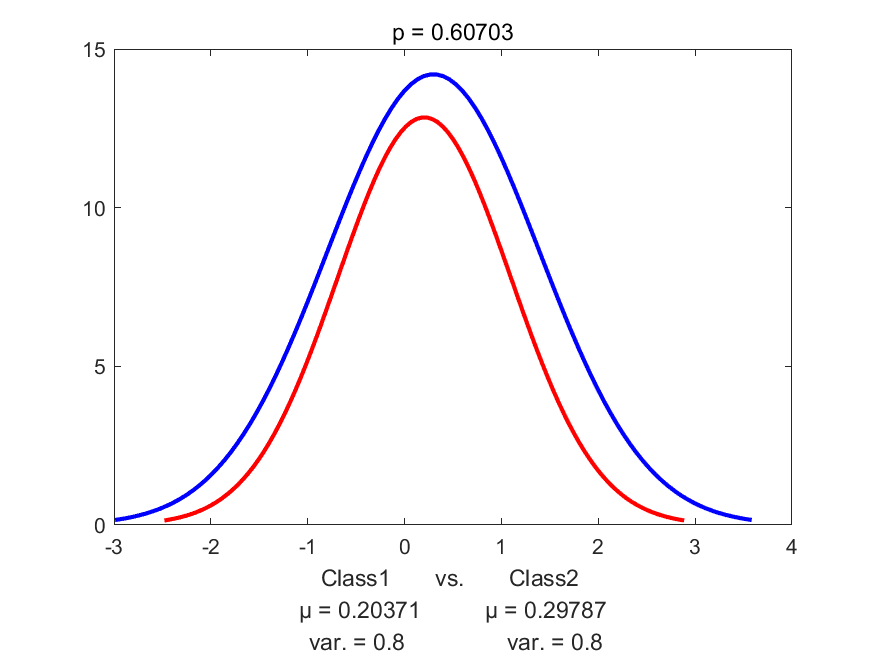 p = 0.60703
15
10
5
0
-3 -2 -1 0 1 2 3 4
Class1 vs. Class2
μ = 0.20371 μ = 0.29787
var. = 0.8 var. = 0.8